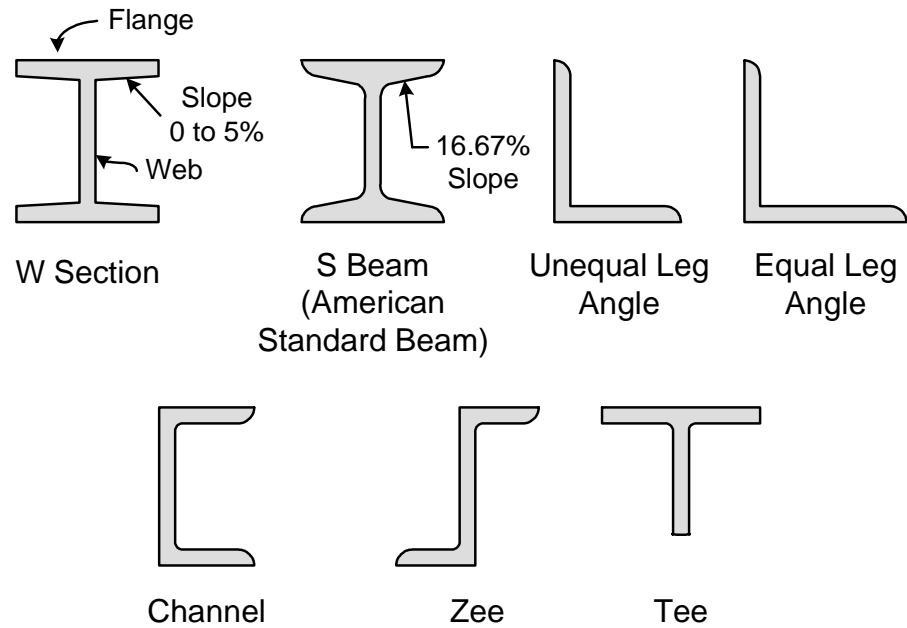 Flange
Slope
0 to 5%
Web
16.67%
Slope
W Section
S Beam
(American
Standard Beam)
Unequal Leg
Angle
Equal Leg
Angle
Channel
Zee
Tee